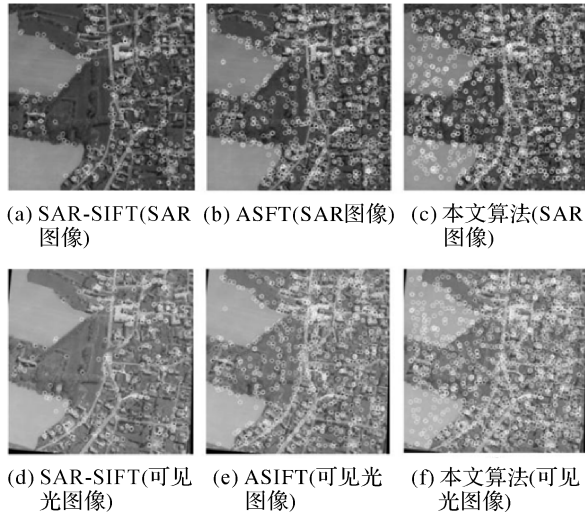 (a) SAR-SIFT(SAR (b) ASFT(SAR图像) (c) 本文算法(SAR
图像) 图像)
(d) SAR-SIFT(可见 (e) ASIFT(可见光 (f) 本文算法(可见
光图像) 图像) 光图像)